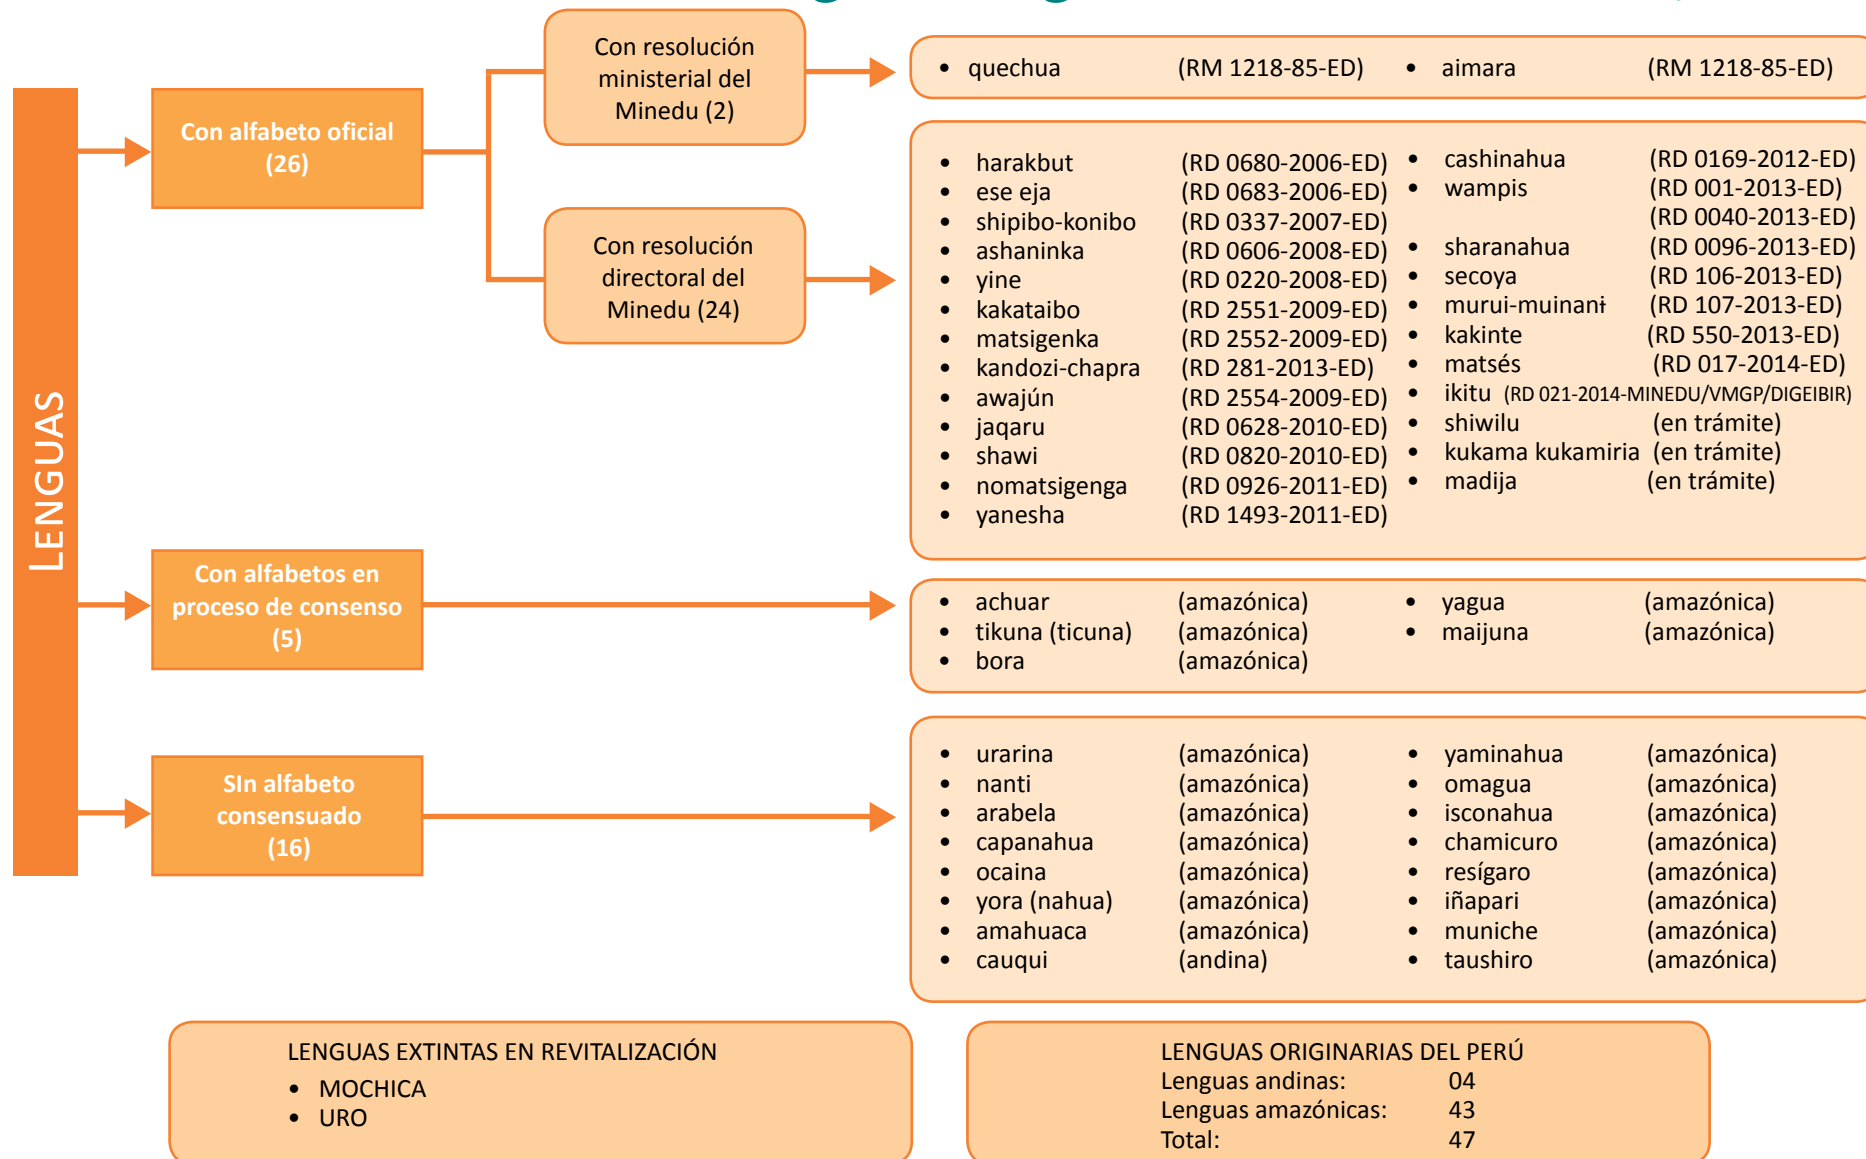 LENGUAS
Con alfabeto oficial
(26)
Con resolución
ministerial del
Minedu (2)
• quechua (RM 1218-85-ED) • aimara (RM 1218-85-ED)
Con resolución
directoral del
Minedu (24)
• harakbut (RD 0680-2006-ED)
• ese eja (RD 0683-2006-ED)
• shipibo-konibo (RD 0337-2007-ED)
• ashaninka (RD 0606-2008-ED)
• yine (RD 0220-2008-ED)
• kakataibo (RD 2551-2009-ED)
• matsigenka (RD 2552-2009-ED)
• kandozi-chapra (RD 281-2013-ED)
• awajún (RD 2554-2009-ED)
• jaqaru (RD 0628-2010-ED)
• shawi (RD 0820-2010-ED)
• nomatsigenga (RD 0926-2011-ED)
• yanesha (RD 1493-2011-ED)
• cashinahua (RD 0169-2012-ED)
• wampis (RD 001-2013-ED)
(RD 0040-2013-ED)
• sharanahua (RD 0096-2013-ED)
• secoya (RD 106-2013-ED)
• murui-muinanɨ (RD 107-2013-ED)
• kakinte (RD 550-2013-ED)
• matsés (RD 017-2014-ED)
• ikitu (RD 021-2014-MINEDU/VMGP/DIGEIBIR)
• shiwilu (en trámite)
• kukama kukamiria (en trámite)
• madija (en trámite)
Con alfabetos en
proceso de consenso
(5)
• achuar (amazónica)
• tikuna (ticuna) (amazónica)
• bora (amazónica)
• yagua (amazónica)
• maijuna (amazónica)
SIn alfabeto
consensuado
(16)
• urarina (amazónica)
• nanti (amazónica)
• arabela (amazónica)
• capanahua (amazónica)
• ocaina (amazónica)
• yora (nahua) (amazónica)
• amahuaca (amazónica)
• cauqui (andina)
• yaminahua (amazónica)
• omagua (amazónica)
• isconahua (amazónica)
• chamicuro (amazónica)
• resígaro (amazónica)
• iñapari (amazónica)
• muniche (amazónica)
• taushiro (amazónica)
LENGUAS EXTINTAS EN REVITALIZACIÓN
• MOCHICA
• URO
LENGUAS ORIGINARIAS DEL PERÚ
Lenguas andinas: 04
Lenguas amazónicas: 43
Total: 47